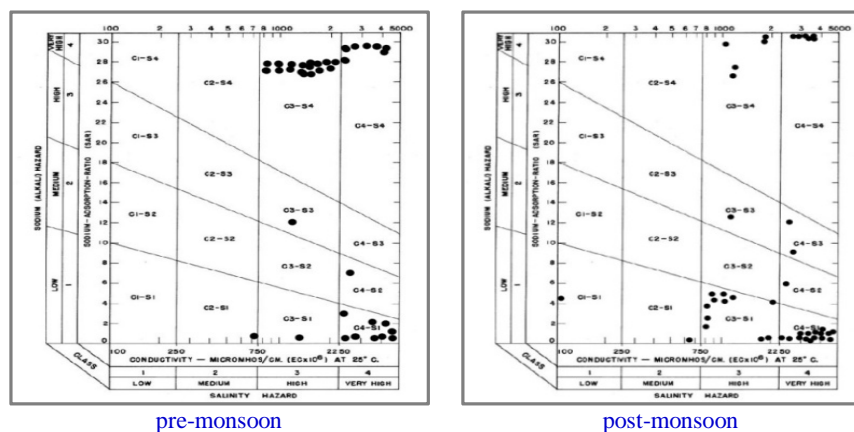 100 2 3 4 5 6 7 8 1000 2 3 4 5000
VERY HIGH 4 30
C1-S4
28
C2-S4
26
HIGH 3 C3-S4
24
C4-S4
22
C1-S3
20
SODIUM (ALKALI) HAZARD
SODIUM-ADSORPTION-RATIO (SAR)
18
C2-S3
16
MEDIUM 2
14
C1-S2 C3-S3
12
C2-S2
10 C4-S3
8 C3-S2
6
C4-S2
LOW 1
4 C1-S1
C2-S1
2 C3-S1
C4-S1
0
100 250 750 2250
CLASS
CONDUCTIVITY — MICROMHOS/CM. (ECx10⁶) AT 25° C.
1 2 3 4
LOW MEDIUM HIGH VERY HIGH
SALINITY HAZARD
pre-monsoon
100 2 3 4 5 6 7 8 1000 2 3 4 5000
VERY HIGH 4 30
C1-S4
28
C2-S4
26
HIGH 3 C3-S4
24
C4-S4
22
C1-S3
20
SODIUM (ALKALI) HAZARD
SODIUM-ADSORPTION-RATIO (SAR)
18
C2-S3
16
MEDIUM 2
14
C1-S2 C3-S3
12
C2-S2
10 C4-S3
8 C3-S2
6
C4-S2
LOW 1
4 C1-S1
C2-S1
2 C3-S1
C4-S1
0
100 250 750 2250
CLASS
CONDUCTIVITY — MICROMHOS/CM. (ECx10⁶) AT 25° C.
1 2 3 4
LOW MEDIUM HIGH VERY HIGH
SALINITY HAZARD
post-monsoon